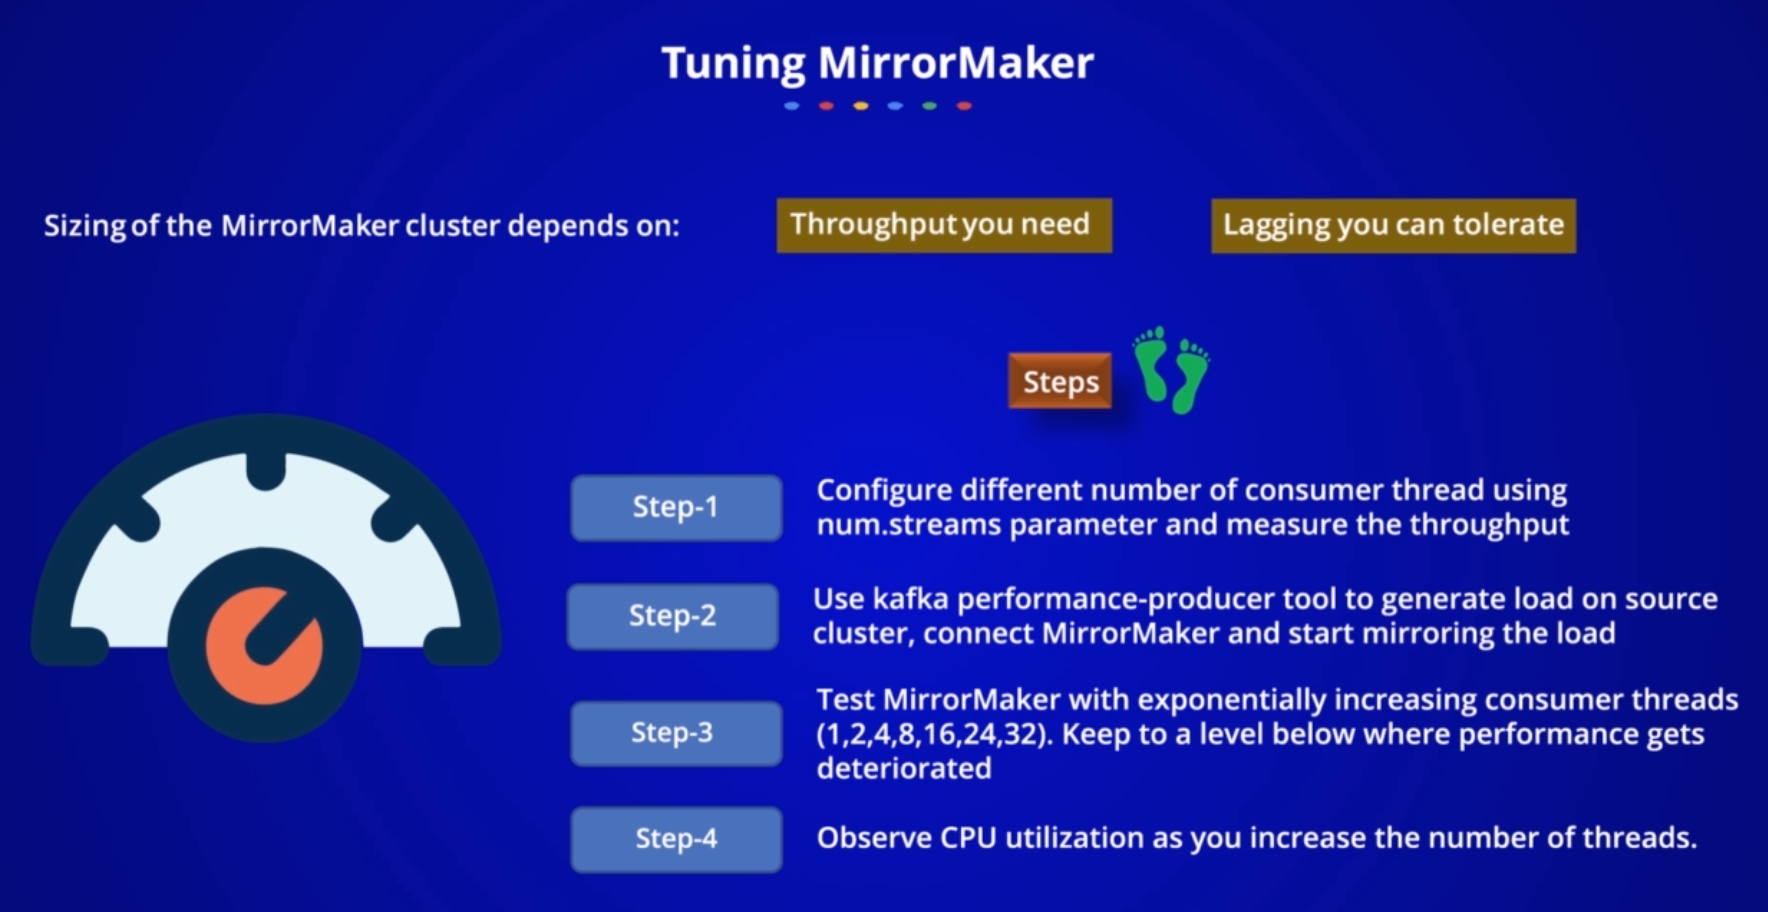 Tuning MirrorMaker
Sizing of the MirrorMaker cluster depends on:
Throughput you need
Lagging you can tolerate
Steps
Step-1
Configure different number of consumer thread using
num.streams parameter and measure the throughput
Step-2
Use kafka performance-producer tool to generate load on source
cluster, connect MirrorMaker and start mirroring the load
Step-3
Test MirrorMaker with exponentially increasing consumer threads
(1,2,4,8,16,24,32). Keep to a level below where performance gets
deteriorated
Step-4
Observe CPU utilization as you increase the number of threads.